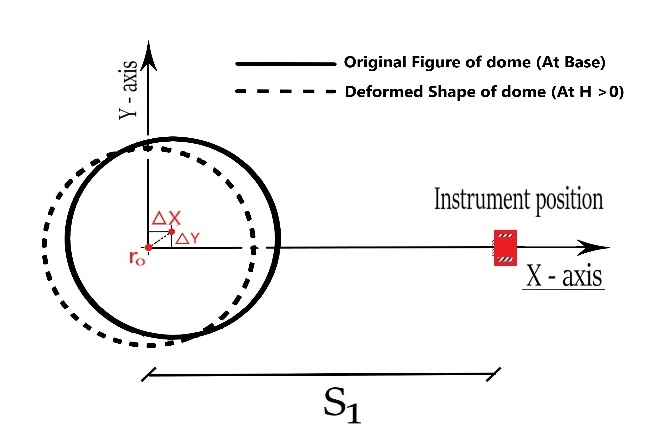 Original Figure of dome (At Base)
Deformed Shape of dome (At H >0)
Y - axis
Instrument position
ΔX
ΔY
r₀
X - axis
S₁